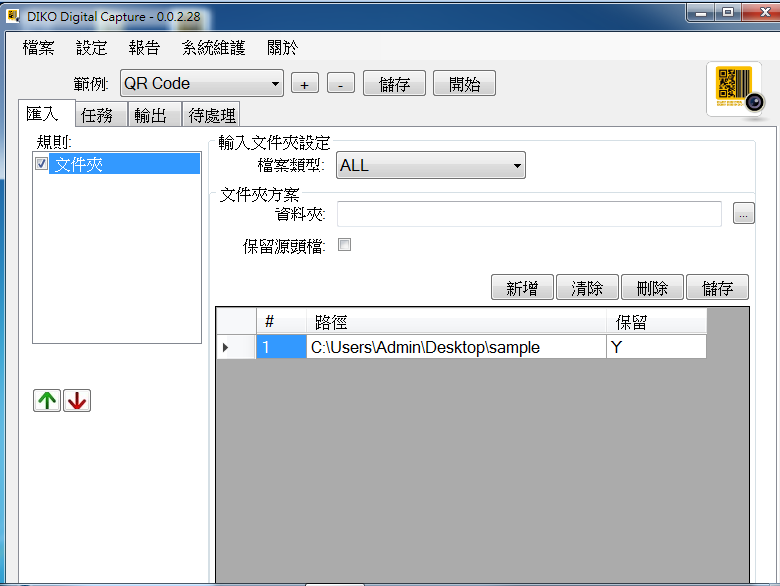 DIKO Digital Capture - 0.0.2.28
檔案 設定 報告 系統維護 關於
範例: QR Code + - 儲存 開始
匯入 任務 輸出 待處理
規則:
文件夾
輸入文件夾設定
檔案類型: ALL
文件夾方案
資料夾: ...
保留源頭檔:
新增 清除 刪除 儲存
# 路徑 保留
1 C:\Users\Admin\Desktop\sample Y